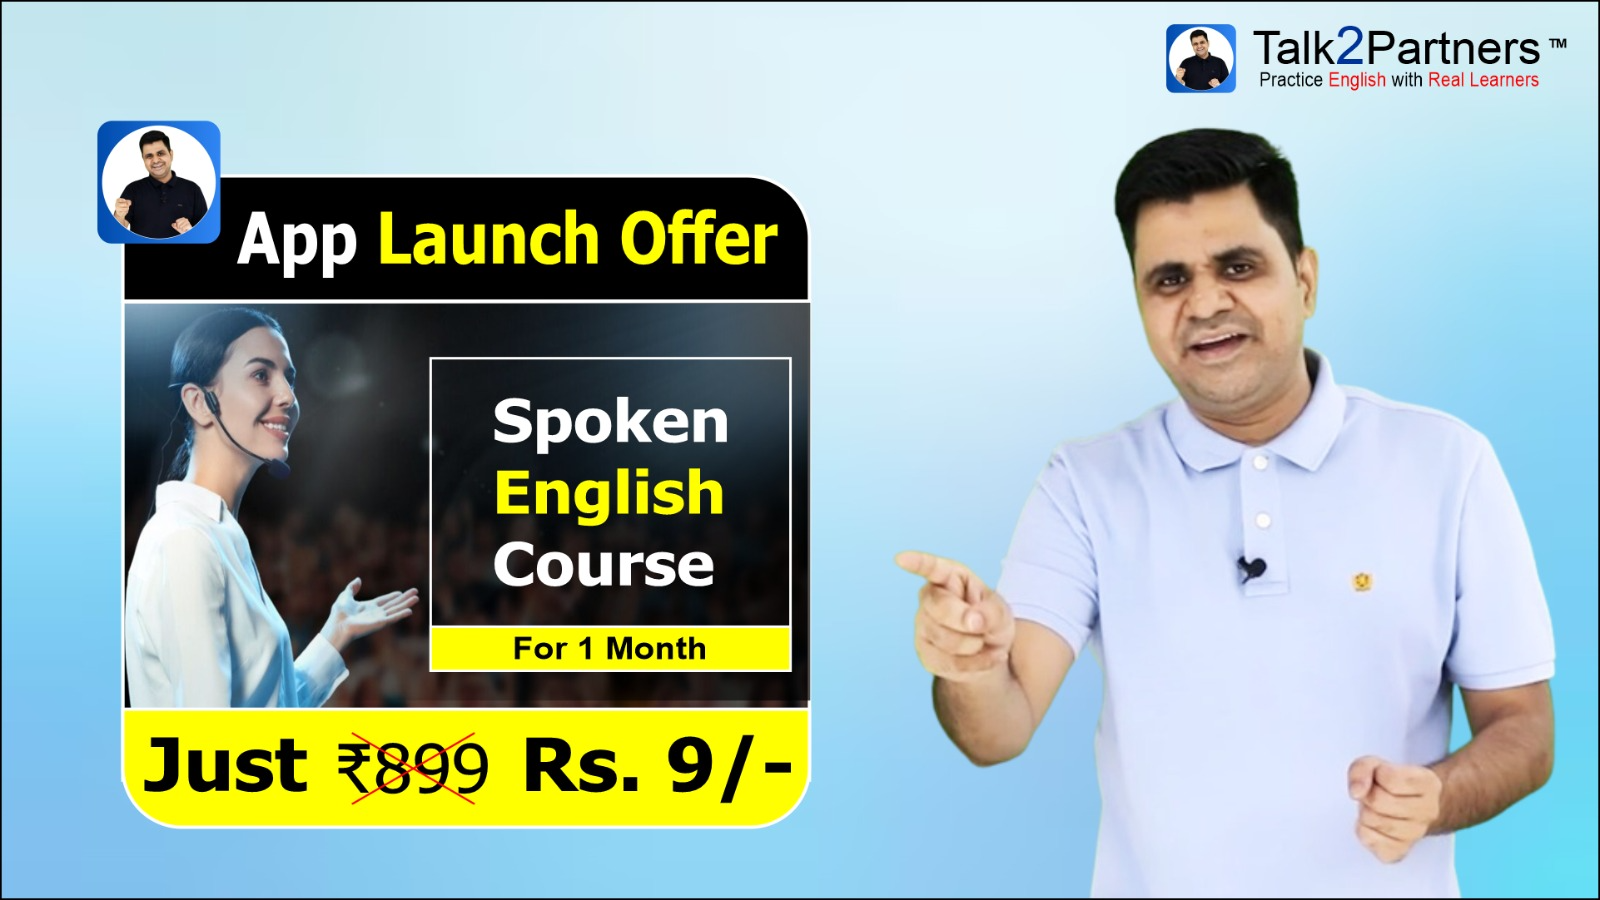 Talk2Partners ™
Practice English with Real Learners
App Launch Offer
Spoken
English
Course
For 1 Month
Just ₹899 Rs. 9/-